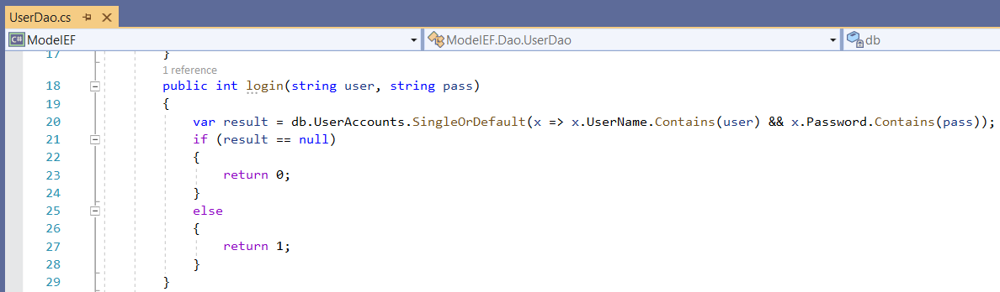 UserDao.cs
C# ModelEF ModelEF.Dao.UserDao db
17 }
1 reference
18 public int login(string user, string pass)
19 {
20 var result = db.UserAccounts.SingleOrDefault(x => x.UserName.Contains(user) && x.Password.Contains(pass));
21 if (result == null)
22 {
23 return 0;
24 }
25 else
26 {
27 return 1;
28 }
29 }